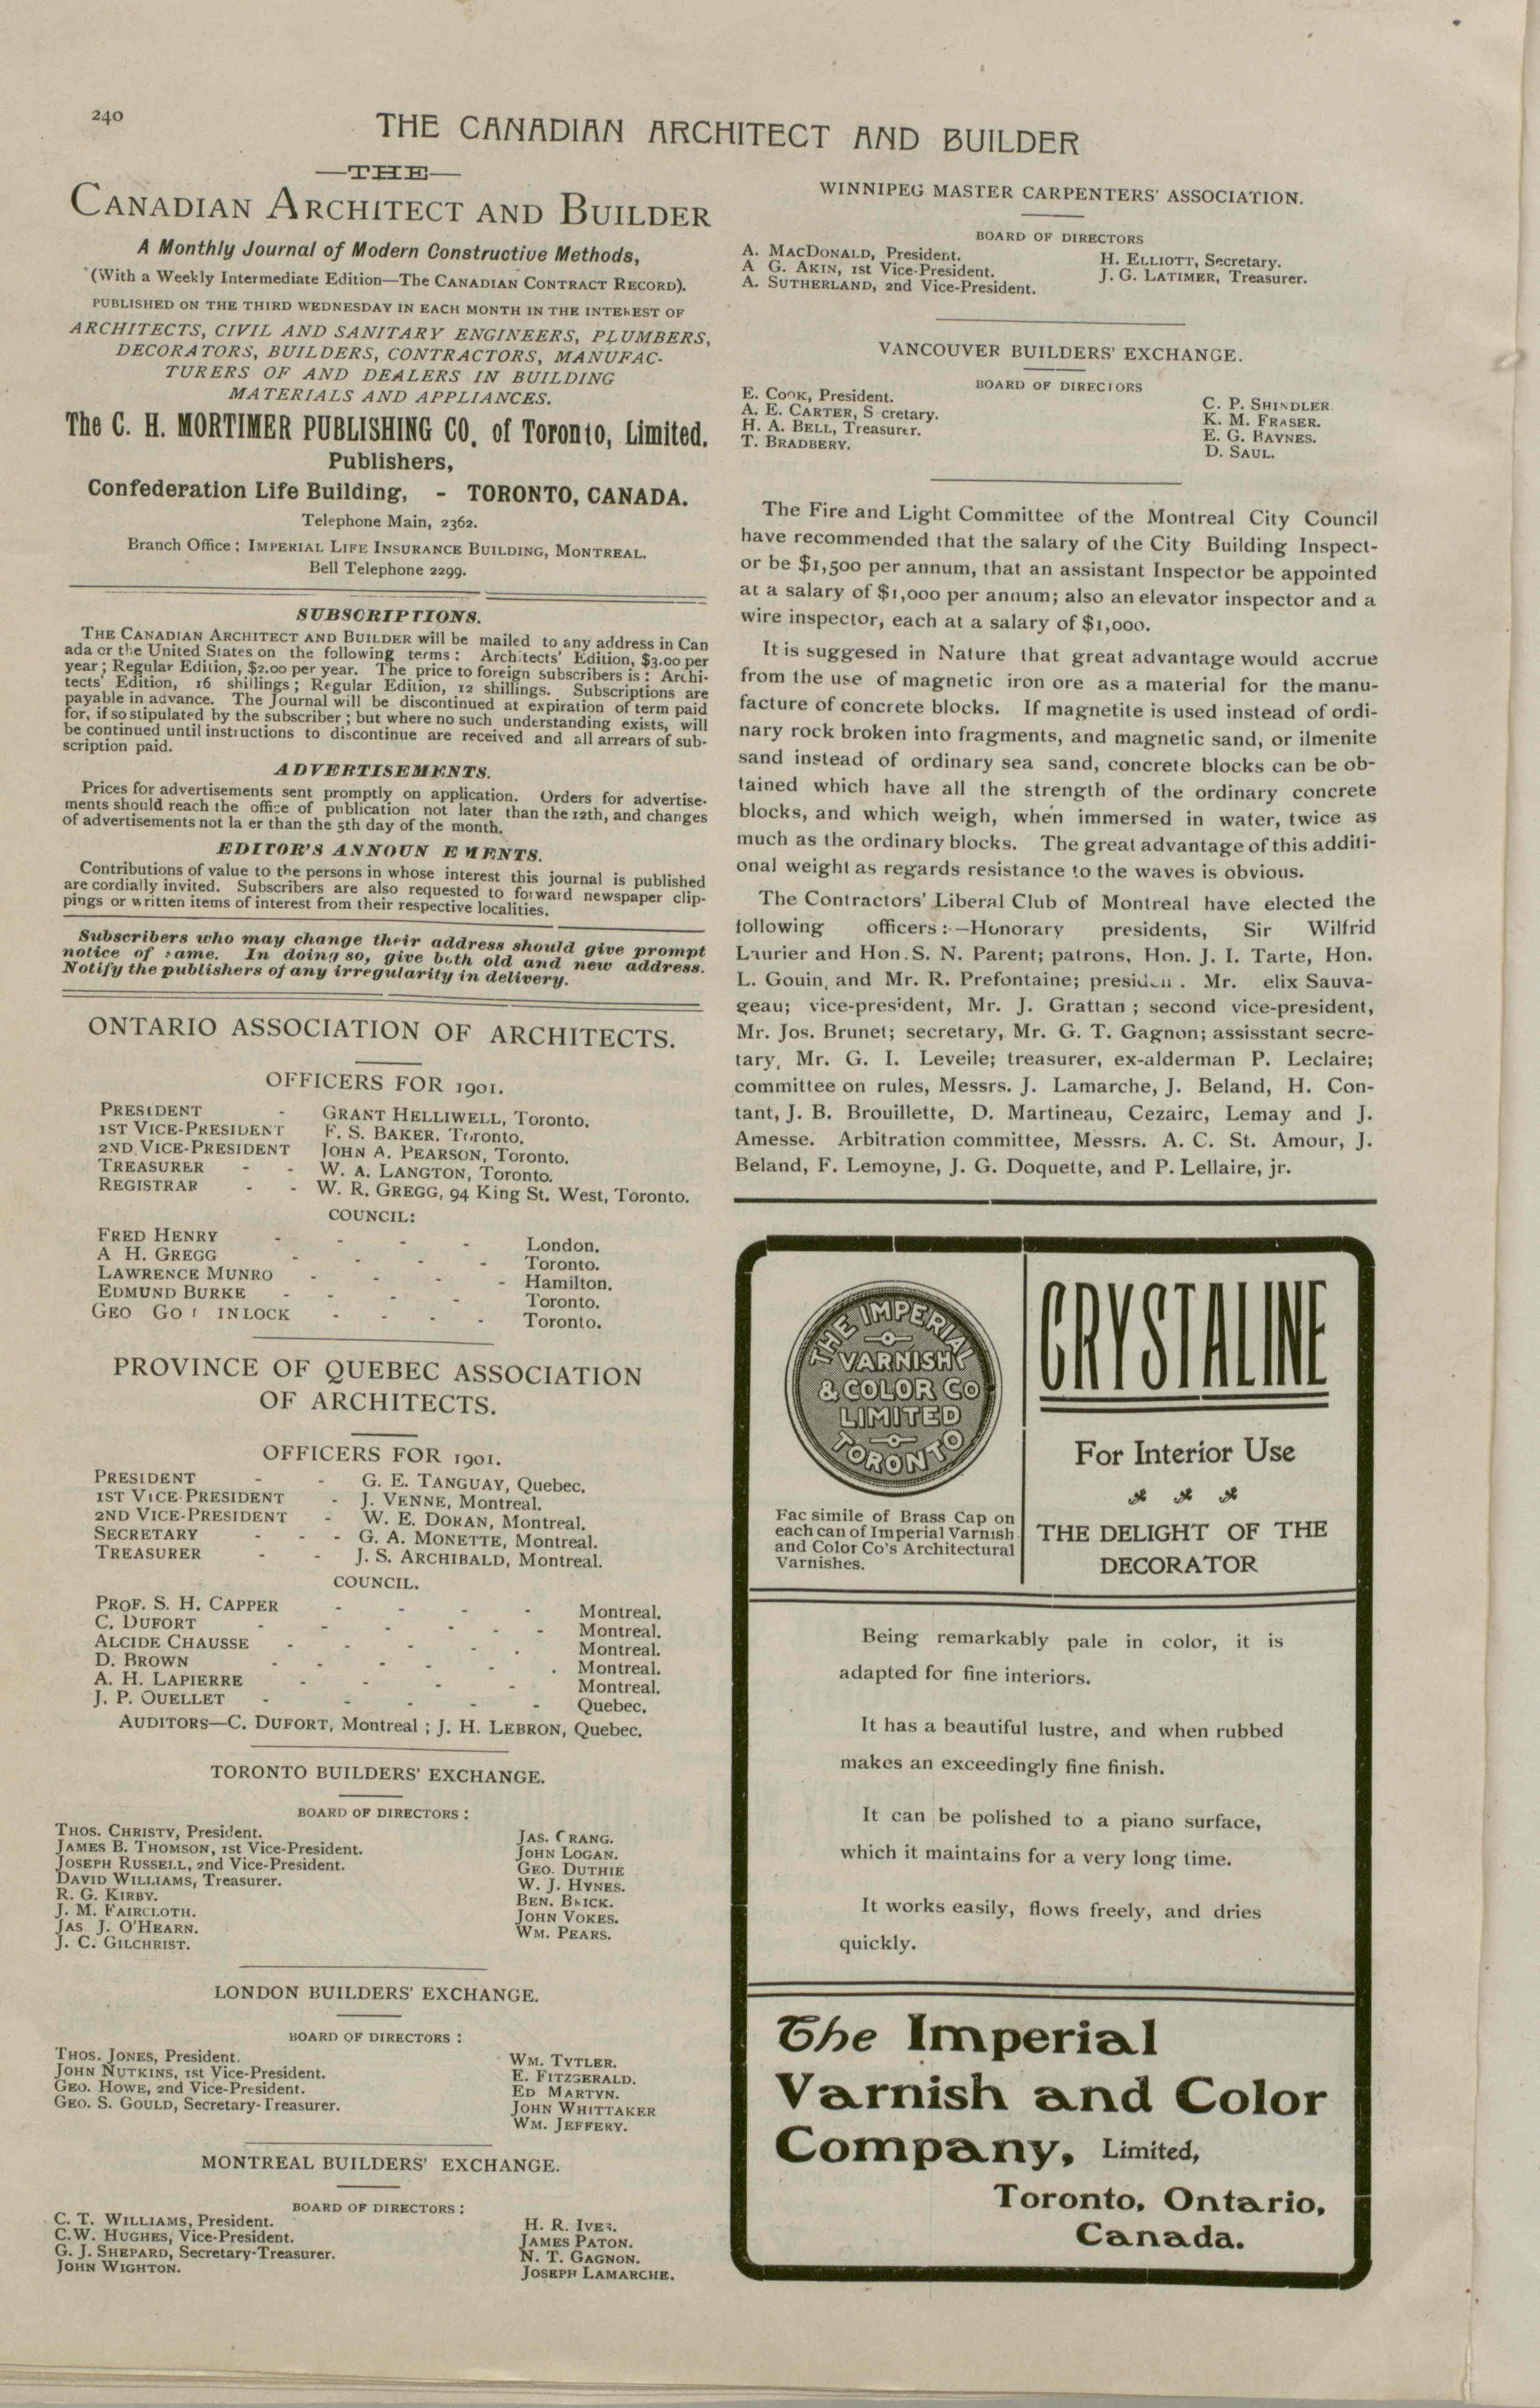 240
THE CANADIAN ARCHITECT AND BUILDER
—THE—
CANADIAN ARCHITECT AND BUILDER
A Monthly Journal of Modern Constructive Methods,
(With a Weekly Intermediate Edition—The CANADIAN CONTRACT RECORD).
PUBLISHED ON THE THIRD WEDNESDAY IN EACH MONTH IN THE INTEREST OF
ARCHITECTS, CIVIL AND SANITARY ENGINEERS, PLUMBERS,
DECORATORS, BUILDERS, CONTRACTORS, MANUFAC-
TURERS OF AND DEALERS IN BUILDING
MATERIALS AND APPLIANCES.
The C. H. MORTIMER PUBLISHING CO. of Toronto, Limited.
Publishers,
Confederation Life Building, - TORONTO, CANADA.
Telephone Main, 2362.
Branch Office: IMPERIAL LIFE INSURANCE BUILDING, MONTREAL.
Bell Telephone 2299.
SUBSCRIPTIONS.
THE CANADIAN ARCHITECT AND BUILDER will be mailed to any address in Can
ada or the United States on the following terms: Architects' Edition, $3.00 per
year; Regular Edition, $2.00 per year. The price to foreign subscribers is: Archi-
tects' Edition, 16 shillings; Regular Edition, 12 shillings. Subscriptions are
payable in advance. The Journal will be discontinued at expiration of term paid
for, if so stipulated by the subscriber; but where no such understanding exists, will
be continued until instructions to discontinue are received and all arrears of sub-
scription paid.
ADVERTISEMENTS.
Prices for advertisements sent promptly on application. Orders for advertise-
ments should reach the office of publication not later than the 12th, and changes
of advertisements not la er than the 5th day of the month.
EDITOR'S ANNOUN EMENTS.
Contributions of value to the persons in whose interest this journal is published
are cordially invited. Subscribers are also requested to forward newspaper clip-
pings or written items of interest from their respective localities.
Subscribers who may change their address should give prompt
notice of same. In doing so, give both old and new address.
Notify the publishers of any irregularity in delivery.
ONTARIO ASSOCIATION OF ARCHITECTS.
OFFICERS FOR 1901.
PRESIDENT - GRANT HELLIWELL, Toronto.
1ST VICE-PRESIDENT F. S. BAKER, Toronto.
2ND VICE-PRESIDENT JOHN A. PEARSON, Toronto.
TREASURER - - W. A. LANGTON, Toronto.
REGISTRAR - - W. R. GREGG, 94 King St. West, Toronto.
COUNCIL:
FRED HENRY - - - - London.
A H. GREGG - - - - Toronto.
LAWRENCE MUNRO - - - - Hamilton.
EDMUND BURKE - - - - Toronto.
GEO GO INLOCK - - - - Toronto.
PROVINCE OF QUEBEC ASSOCIATION
OF ARCHITECTS.
OFFICERS FOR 1901.
PRESIDENT - - G. E. TANGUAY, Quebec.
1ST VICE-PRESIDENT - J. VENNE, Montreal.
2ND VICE-PRESIDENT - W. E. DORAN, Montreal.
SECRETARY - - - G. A. MONETTE, Montreal.
TREASURER - - J. S. ARCHIBALD, Montreal.
COUNCIL.
PROF. S. H. CAPPER - - - - Montreal.
C. DUFORT - - - - - - Montreal.
ALCIDE CHAUSSE - - - - . Montreal.
D. BROWN - - - - - . Montreal.
A. H. LAPIERRE - - - - Montreal.
J. P. OUELLET - - - - - Quebec.
AUDITORS—C. DUFORT, Montreal; J. H. LEBRON, Quebec.
TORONTO BUILDERS' EXCHANGE.
BOARD OF DIRECTORS:
THOS. CHRISTY, President.
JAMES B. THOMSON, 1st Vice-President.
JOSEPH RUSSELL, 2nd Vice-President.
DAVID WILLIAMS, Treasurer.
R. G. KIRBY.
J. M. FAIRCLOTH.
JAS J. O'HEARN.
J. C. GILCHRIST.
JAS. CRANG.
JOHN LOGAN.
GEO. DUTHIE
W. J. HYNES.
BEN. BRICK.
JOHN VOKES.
WM. PEARS.
LONDON BUILDERS' EXCHANGE.
BOARD OF DIRECTORS:
THOS. JONES, President.
JOHN NUTKINS, 1st Vice-President.
GEO. HOWE, 2nd Vice-President.
GEO. S. GOULD, Secretary-Treasurer.
WM. TYTLER.
E. FITZGERALD.
ED MARTYN.
JOHN WHITTAKER
WM. JEFFERY.
MONTREAL BUILDERS' EXCHANGE.
BOARD OF DIRECTORS:
C. T. WILLIAMS, President.
C.W. HUGHES, Vice-President.
G. J. SHEPARD, Secretary-Treasurer.
JOHN WIGHTON.
H. R. IVES.
JAMES PATON.
N. T. GAGNON.
JOSEPH LAMARCHE.
WINNIPEG MASTER CARPENTERS' ASSOCIATION.
BOARD OF DIRECTORS
A. MACDONALD, President.
A G. AKIN, 1st Vice-President.
A. SUTHERLAND, 2nd Vice-President.
H. ELLIOTT, Secretary.
J. G. LATIMER, Treasurer.
VANCOUVER BUILDERS' EXCHANGE.
BOARD OF DIRECTORS
E. COOK, President.
A. E. CARTER, S cretary.
H. A. BELL, Treasurer.
T. BRADBERY.
C. P. SHINDLER.
K. M. FRASER.
E. G. BAYNES.
D. SAUL.
The Fire and Light Committee of the Montreal City Council
have recommended that the salary of the City Building Inspect-
or be $1,500 per annum, that an assistant Inspector be appointed
at a salary of $1,000 per annum; also an elevator inspector and a
wire inspector, each at a salary of $1,000.
It is suggesed in Nature that great advantage would accrue
from the use of magnetic iron ore as a material for the manu-
facture of concrete blocks. If magnetite is used instead of ordi-
nary rock broken into fragments, and magnetic sand, or ilmenite
sand instead of ordinary sea sand, concrete blocks can be ob-
tained which have all the strength of the ordinary concrete
blocks, and which weigh, when immersed in water, twice as
much as the ordinary blocks. The great advantage of this additi-
onal weight as regards resistance to the waves is obvious.
The Contractors' Liberal Club of Montreal have elected the
following officers:—Honorary presidents, Sir Wilfrid
Laurier and Hon. S. N. Parent; patrons, Hon. J. I. Tarte, Hon.
L. Gouin, and Mr. R. Prefontaine; presiden . Mr. elix Sauva-
geau; vice-president, Mr. J. Grattan; second vice-president,
Mr. Jos. Brunet; secretary, Mr. G. T. Gagnon; assisstant secre-
tary, Mr. G. I. Leveile; treasurer, ex-alderman P. Leclaire;
committee on rules, Messrs. J. Lamarche, J. Beland, H. Con-
tant, J. B. Brouillette, D. Martineau, Cezairc, Lemay and J.
Amesse. Arbitration committee, Messrs. A. C. St. Amour, J.
Beland, F. Lemoyne, J. G. Doquette, and P. Lellaire, jr.
THE IMPERIAL
VARNISH
& COLOR CO
LIMITED
TORONTO
Fac simile of Brass Cap on
each can of Imperial Varnish
and Color Co's Architectural
Varnishes.
CRYSTALINE
For Interior Use
THE DELIGHT OF THE
DECORATOR
Being remarkably pale in color, it is
adapted for fine interiors.
It has a beautiful lustre, and when rubbed
makes an exceedingly fine finish.
It can be polished to a piano surface,
which it maintains for a very long time.
It works easily, flows freely, and dries
quickly.
The Imperial
Varnish and Color
Company, Limited,
Toronto, Ontario,
Canada.